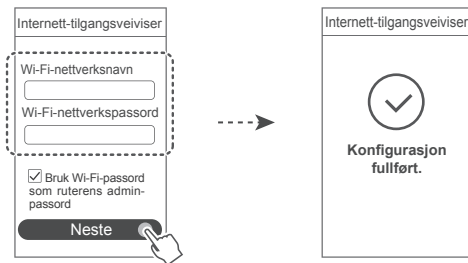 Internett-tilgangsveiviser
Wi-Fi-nettverksnavn
Wi-Fi-nettverkspassord
Bruk Wi-Fi-passord
som ruterens admin-
passord
Neste
Internett-tilgangsveiviser
Konfigurasjon
fullført.